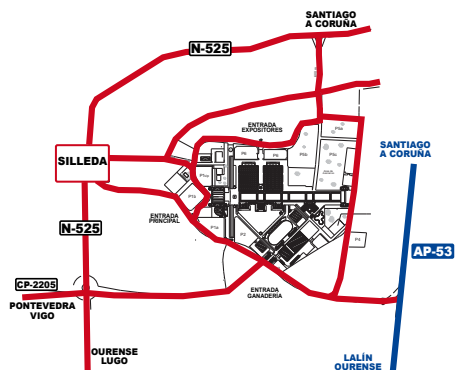 SANTIAGO
A CORUÑA
N-525
ENTRADA
EXPOSITORES
SILLEDA
SANTIAGO
A CORUÑA
ENTRADA
PRINCIPAL
N-525
AP-53
CP-2205
PONTEVEDRA
VIGO
ENTRADA
GANADERÍA
OURENSE
LUGO
LALÍN
OURENSE